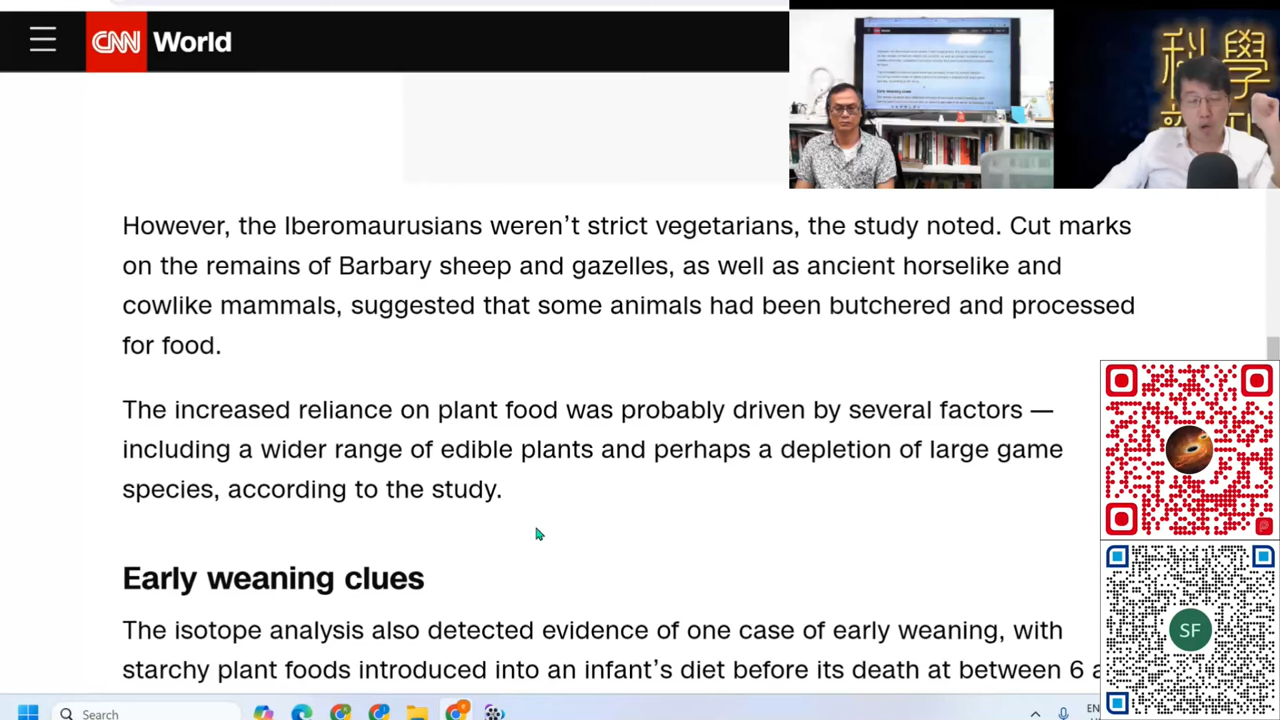 CNN World
科學
However, the Iberomaurusians weren’t strict vegetarians, the study noted. Cut marks
on the remains of Barbary sheep and gazelles, as well as ancient horselike and
cowlike mammals, suggested that some animals had been butchered and processed
for food.
The increased reliance on plant food was probably driven by several factors —
including a wider range of edible plants and perhaps a depletion of large game
species, according to the study.
Early weaning clues
The isotope analysis also detected evidence of one case of early weaning, with
starchy plant foods introduced into an infant’s diet before its death at between 6 a
SF
Search
EN